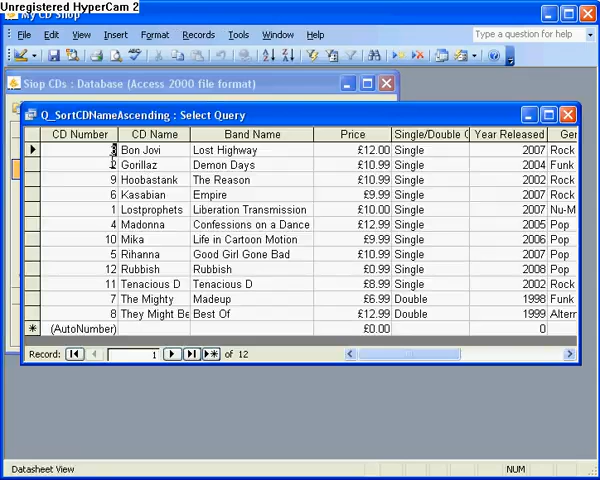 Unregistered HyperCam 2
My CD Shop
File Edit View Insert Format Records Tools Window Help Type a question for help
Siop CDs : Database (Access 2000 file format)
Q_SortCDNameAscending : Select Query
CD Number CD Name Band Name Price Single/Double C Year Released Ger
3 Bon Jovi Lost Highway £12.00 Single 2007 Rock
2 Gorillaz Demon Days £10.99 Single 2004 Funk
9 Hoobastank The Reason £10.99 Single 2002 Rock
6 Kasabian Empire £9.99 Single 2007 Rock
1 Lostprophets Liberation Transmission £10.00 Single 2007 Nu-M
4 Madonna Confessions on a Dance £12.99 Single 2005 Pop
10 Mika Life in Cartoon Motion £9.99 Single 2006 Pop
5 Rihanna Good Girl Gone Bad £10.99 Single 2007 Pop
12 Rubbish Rubbish £0.99 Single 2008 Pop
11 Tenacious D Tenacious D £8.99 Single 2002 Rock
7 The Mighty Madeup £6.99 Double 1998 Funk
8 They Might Be Best Of £12.99 Double 1999 Altern
(AutoNumber) £0.00 0
Record: 1 of 12
Datasheet View NUM